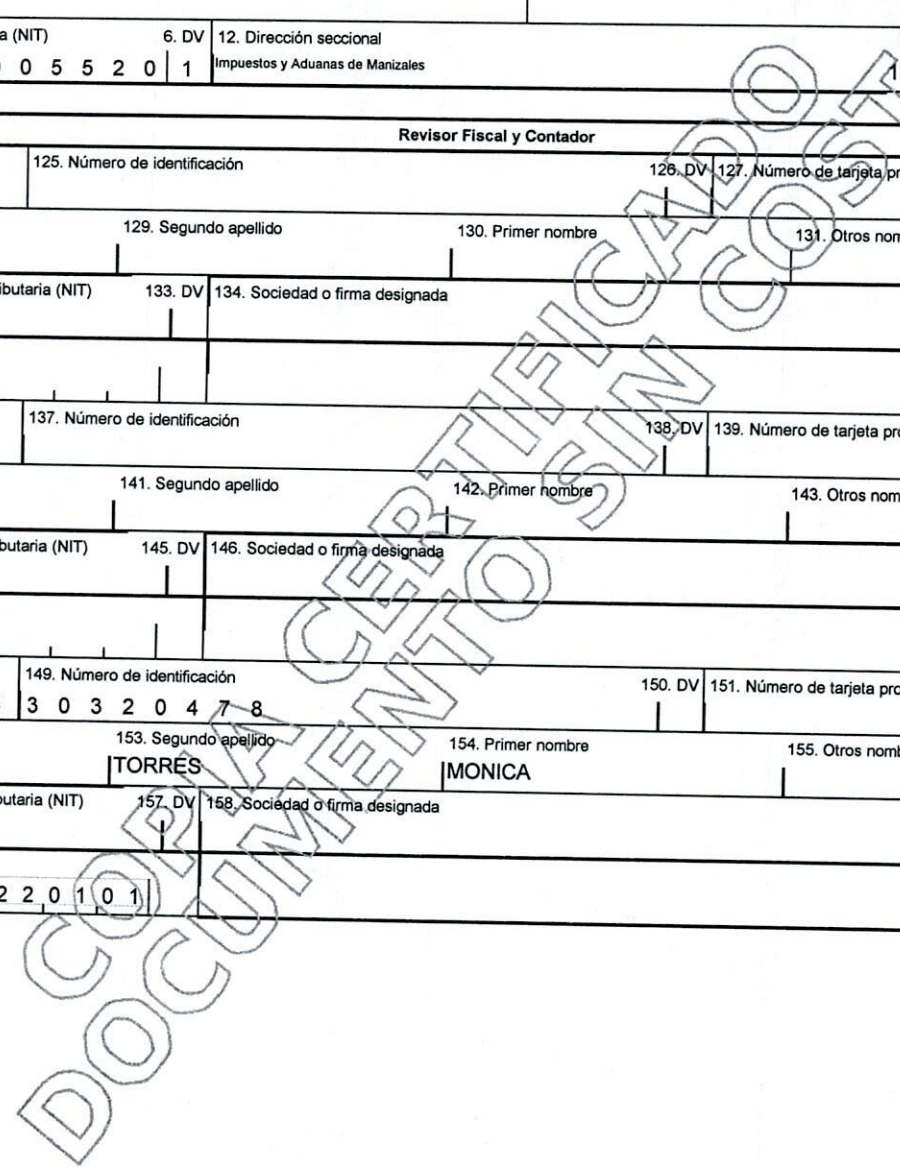 a (NIT) 6. DV 12. Dirección seccional
0 5 5 2 0 1 Impuestos y Aduanas de Manizales 1
Revisor Fiscal y Contador
125. Número de identificación 126. DV 127. Número de tarjeta pr
129. Segundo apellido 130. Primer nombre 131. Otros nom
ibutaria (NIT) 133. DV 134. Sociedad o firma designada
137. Número de identificación 138. DV 139. Número de tarjeta pro
141. Segundo apellido 142. Primer nombre 143. Otros nom
butaria (NIT) 145. DV 146. Sociedad o firma designada
149. Número de identificación 150. DV 151. Número de tarjeta pro
3 0 3 2 0 4 7 8
153. Segundo apellido 154. Primer nombre 155. Otros nomb
TORRES MONICA
butaria (NIT) 157. DV 158. Sociedad o firma designada
2 2 0 1 0 1
COPIA CERTIFICADO
DOCUMENTO SIN COST